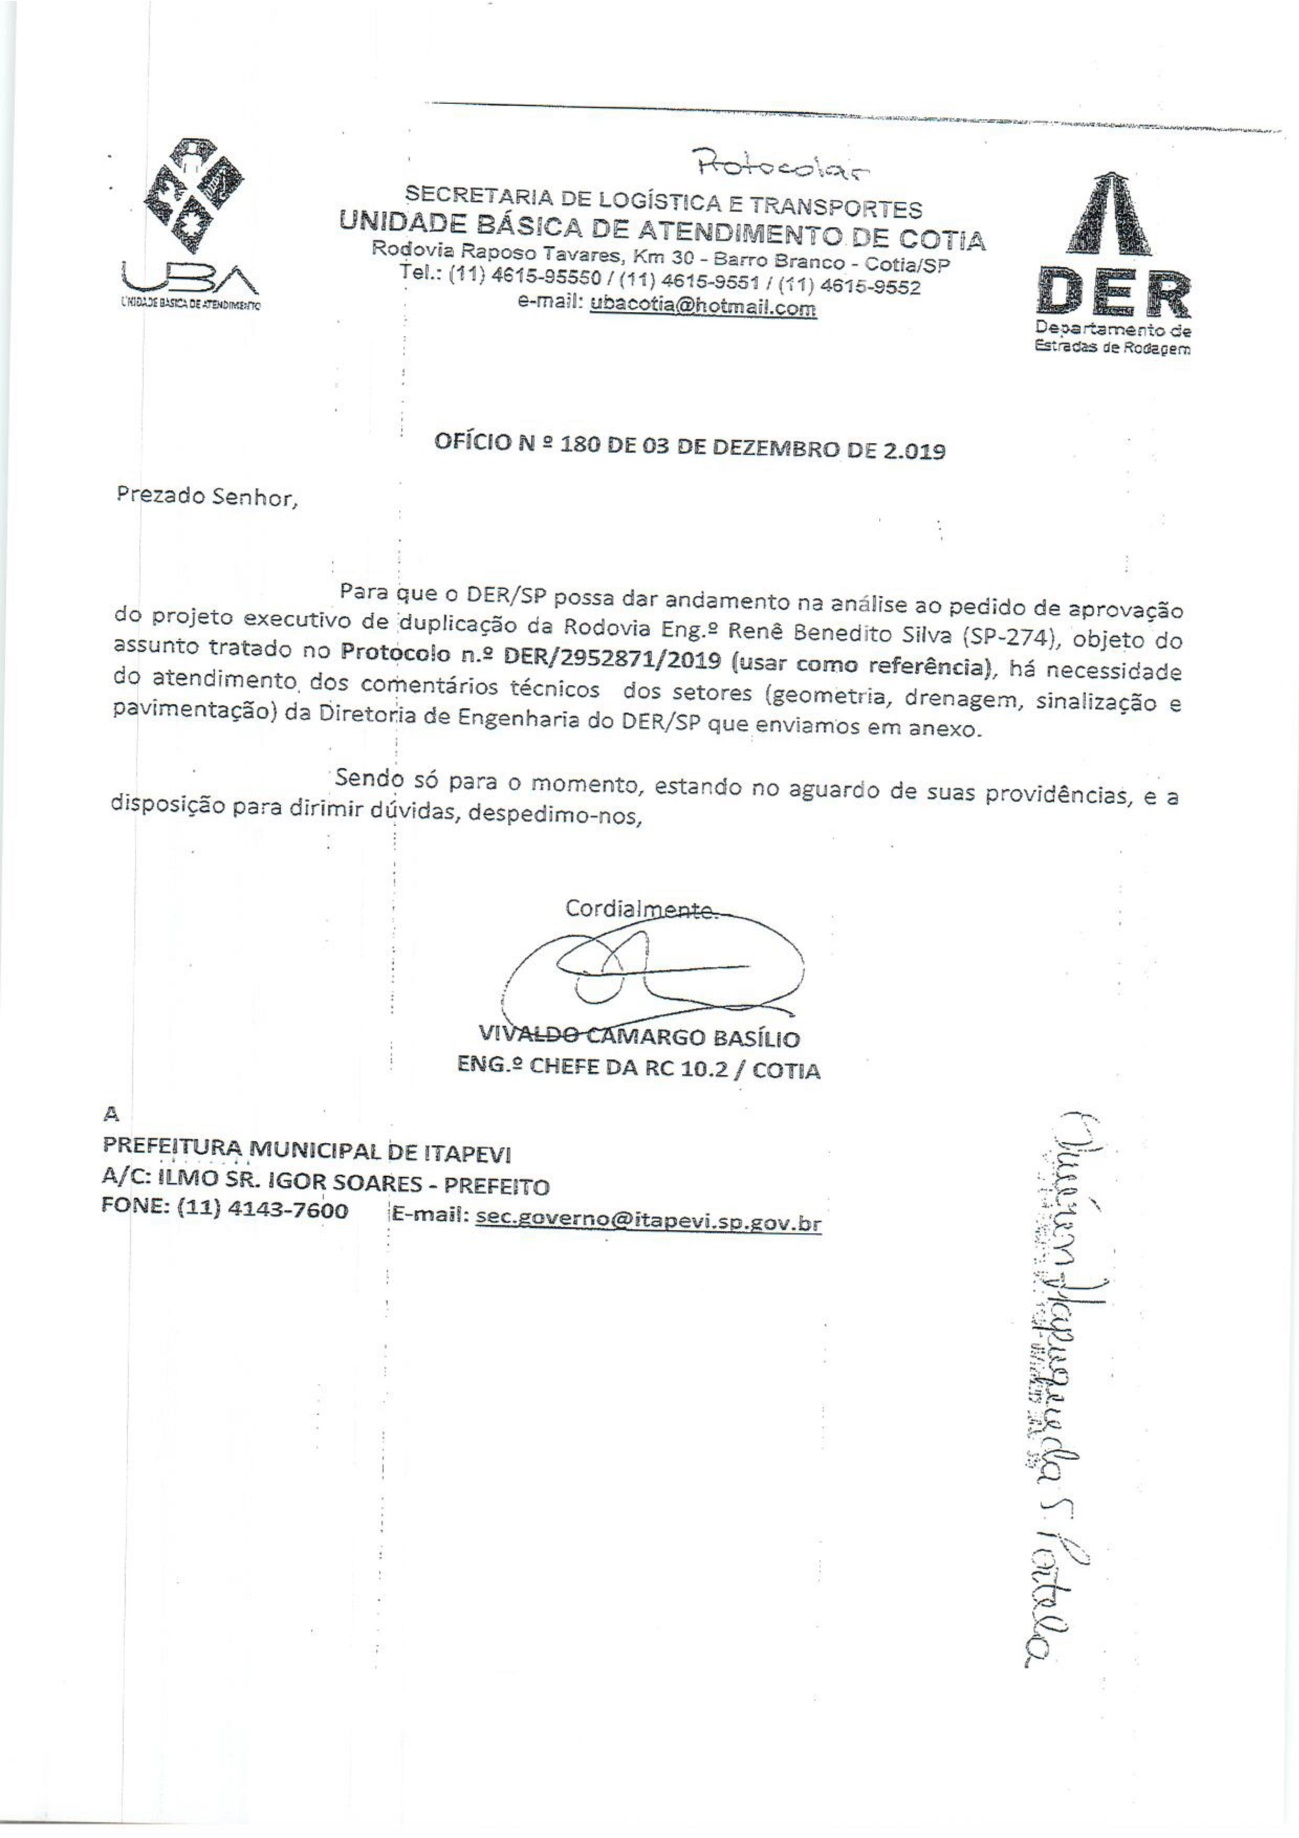 Protocolar
SECRETARIA DE LOGÍSTICA E TRANSPORTES
UNIDADE BÁSICA DE ATENDIMENTO DE COTIA
Rodovia Raposo Tavares, Km 30 - Barro Branco - Cotia/SP
Tel.: (11) 4615-95550 / (11) 4615-9551 / (11) 4615-9552
e-mail: ubacotia@hotmail.com
UBA
UNIDADE BÁSICA DE ATENDIMENTO
DER
Departamento de
Estradas de Rodagem
OFÍCIO N º 180 DE 03 DE DEZEMBRO DE 2.019
Prezado Senhor,
Para que o DER/SP possa dar andamento na análise ao pedido de aprovação
do projeto executivo de duplicação da Rodovia Eng.º Renê Benedito Silva (SP-274), objeto do
assunto tratado no Protocolo n.º DER/2952871/2019 (usar como referência), há necessidade
do atendimento dos comentários técnicos dos setores (geometria, drenagem, sinalização e
pavimentação) da Diretoria de Engenharia do DER/SP que enviamos em anexo.
Sendo só para o momento, estando no aguardo de suas providências, e a
disposição para dirimir dúvidas, despedimo-nos,
Cordialmente.
VIVALDO CAMARGO BASÍLIO
ENG.º CHEFE DA RC 10.2 / COTIA
A
PREFEITURA MUNICIPAL DE ITAPEVI
A/C: ILMO SR. IGOR SOARES - PREFEITO
FONE: (11) 4143-7600 E-mail: sec.governo@itapevi.sp.gov.br
S. Portela